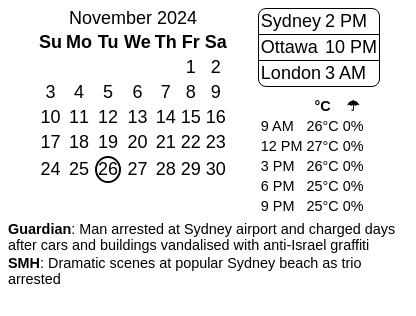 November 2024
Su Mo Tu We Th Fr Sa
1 2
3 4 5 6 7 8 9
10 11 12 13 14 15 16
17 18 19 20 21 22 23
24 25 26 27 28 29 30
Sydney 2 PM
Ottawa 10 PM
London 3 AM
°C ☂
9 AM 26°C 0%
12 PM 27°C 0%
3 PM 26°C 0%
6 PM 25°C 0%
9 PM 25°C 0%
Guardian: Man arrested at Sydney airport and charged days
after cars and buildings vandalised with anti-Israel graffiti
SMH: Dramatic scenes at popular Sydney beach as trio
arrested